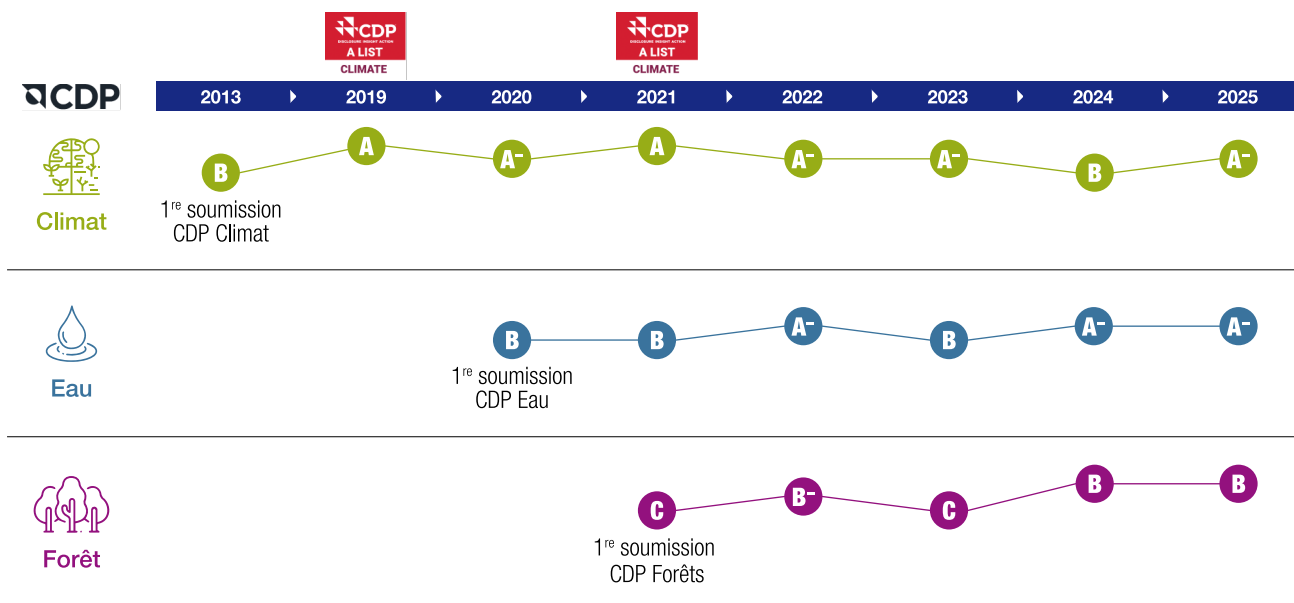 CDP
DISCLOSURE INSIGHT ACTION
A LIST
CLIMATE
CDP
DISCLOSURE INSIGHT ACTION
A LIST
CLIMATE
CDP
2013 2019 2020 2021 2022 2023 2024 2025
B A A- A A- A- B A-
1re soumission
CDP Climat
Climat
B B A- B A- A-
1re soumission
CDP Eau
Eau
C B- C B B
1re soumission
CDP Forêts
Forêt